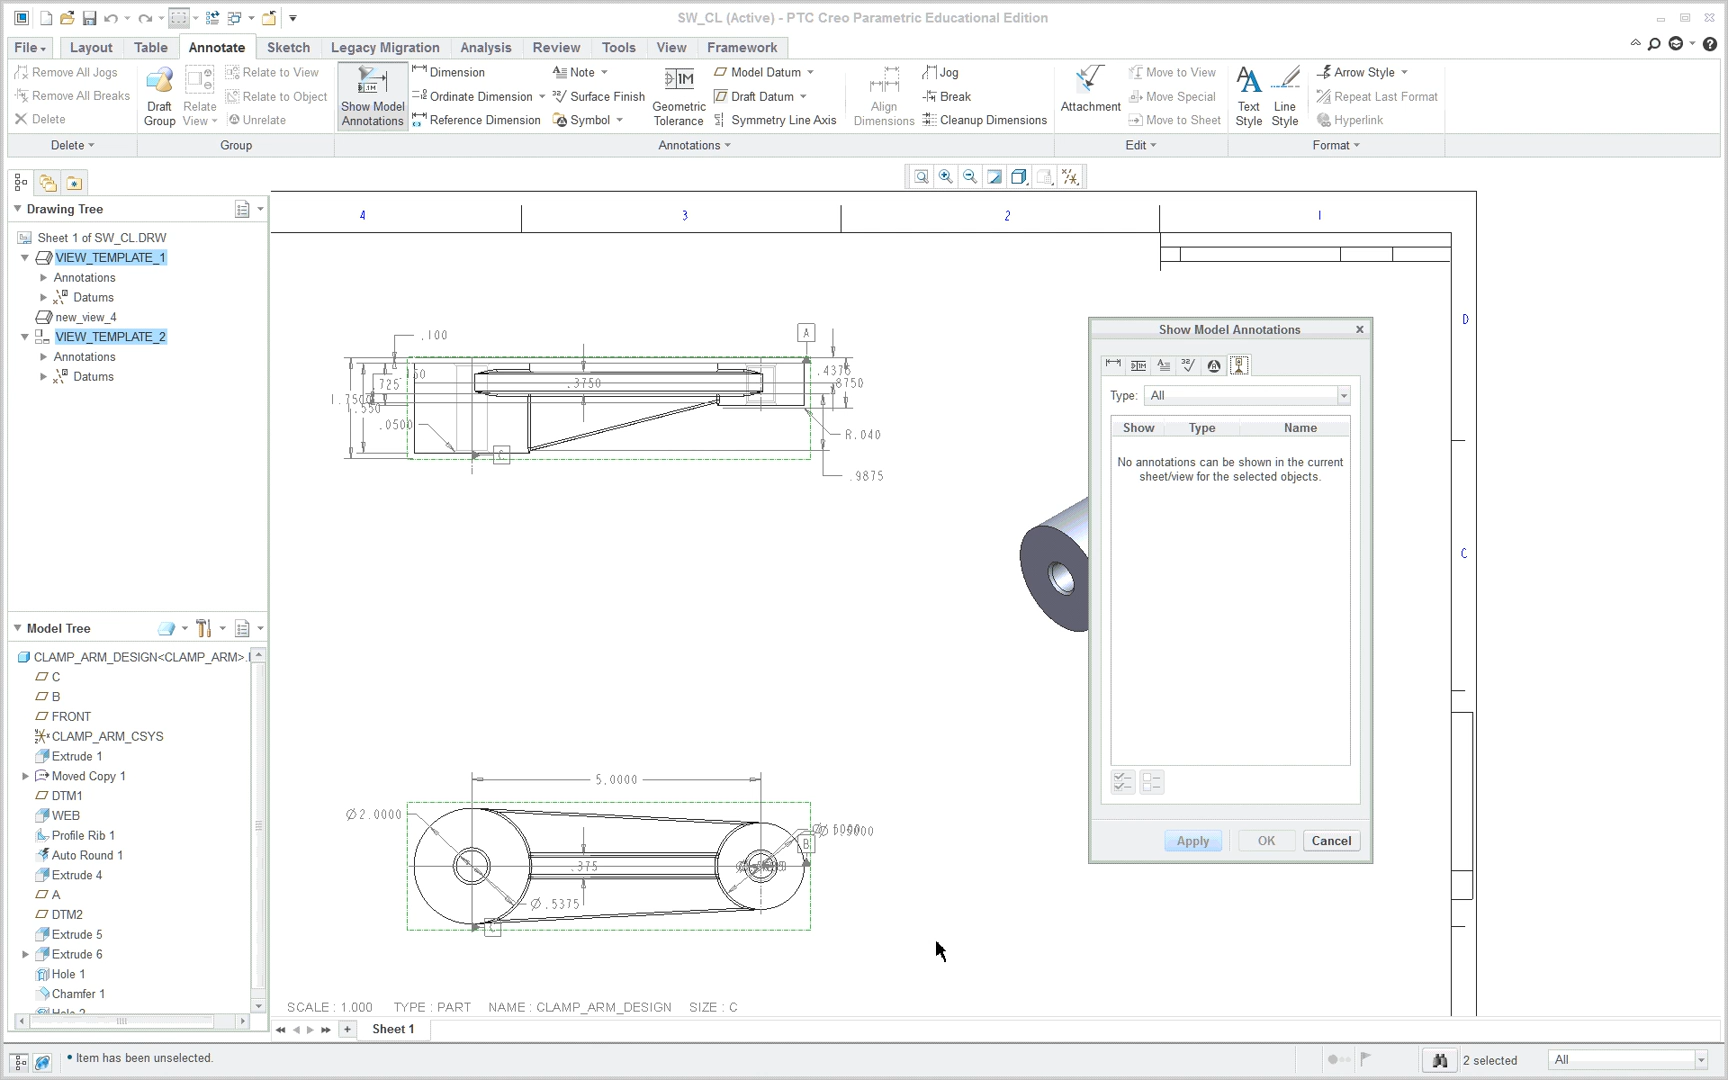 SW_CL (Active) - PTC Creo Parametric Educational Edition
File Layout Table Annotate Sketch Legacy Migration Analysis Review Tools View Framework
Remove All Jogs
Remove All Breaks
Delete
Delete
Draft Group
Relate View
Relate to View
Relate to Object
Unrelate
Group
Show Model Annotations
Dimension
Ordinate Dimension
Reference Dimension
Note
Surface Finish
Symbol
Geometric Tolerance
Model Datum
Draft Datum
Symmetry Line Axis
Align Dimensions
Jog
Break
Cleanup Dimensions
Annotations
Attachment
Move to View
Move Special
Move to Sheet
Edit
Text Style
Line Style
Arrow Style
Repeat Last Format
Hyperlink
Format
Drawing Tree
Sheet 1 of SW_CL.DRW
VIEW_TEMPLATE_1
Annotations
Datums
new_view_4
VIEW_TEMPLATE_2
Annotations
Datums
Model Tree
CLAMP_ARM_DESIGN<CLAMP_ARM>.
C
B
FRONT
CLAMP_ARM_CSYS
Extrude 1
Moved Copy 1
DTM1
WEB
Profile Rib 1
Auto Round 1
Extrude 4
A
DTM2
Extrude 5
Extrude 6
Hole 1
Chamfer 1
4 3 2 1
D
C
.100
A
.4375
.3750
.8750
.725
1.7500
1.550
.0500
R.040
C
.9875
5.0000
Ø2.0000
B
.375
Ø.5375
C
Show Model Annotations
Type: All
Show Type Name
No annotations can be shown in the current
sheet/view for the selected objects.
Apply OK Cancel
SCALE : 1.000 TYPE : PART NAME : CLAMP_ARM_DESIGN SIZE : C
Sheet 1
• Item has been unselected.
2 selected
All